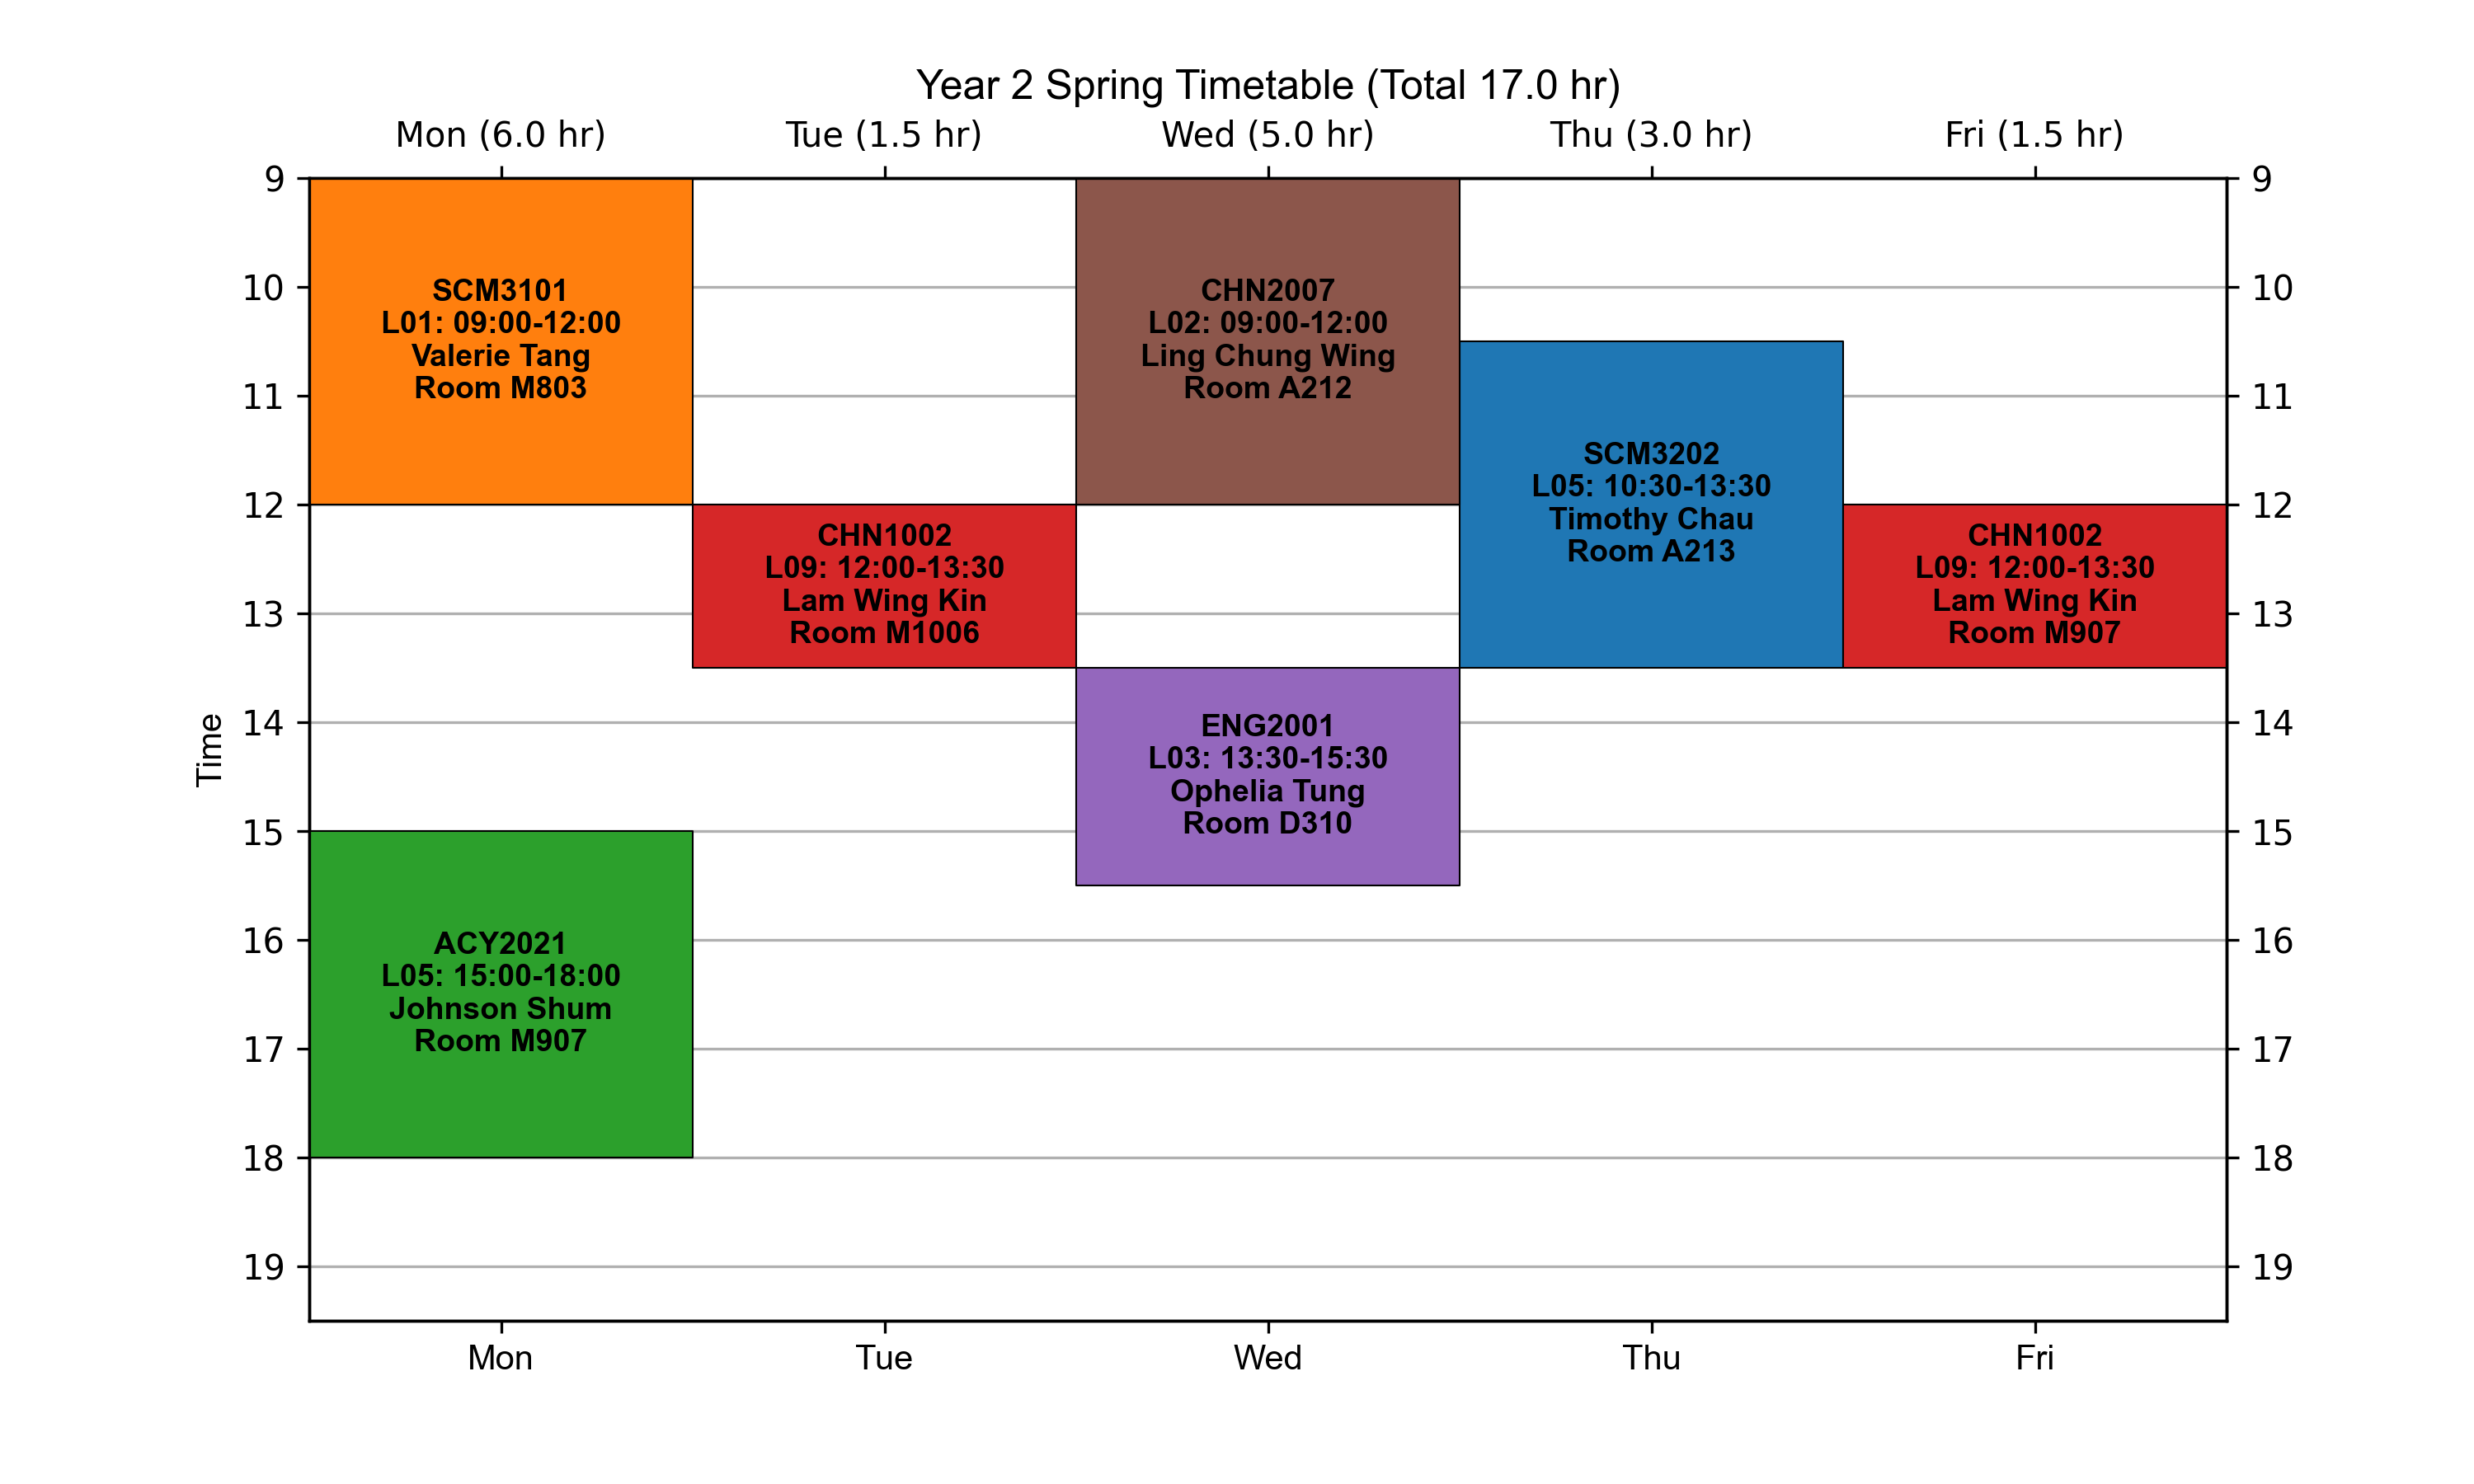 Year 2 Spring Timetable (Total 17.0 hr)
Mon (6.0 hr)
Tue (1.5 hr)
Wed (5.0 hr)
Thu (3.0 hr)
Fri (1.5 hr)
Time
9
10
11
12
13
14
15
16
17
18
19
SCM3101
L01: 09:00-12:00
Valerie Tang
Room M803
ACY2021
L05: 15:00-18:00
Johnson Shum
Room M907
CHN1002
L09: 12:00-13:30
Lam Wing Kin
Room M1006
CHN2007
L02: 09:00-12:00
Ling Chung Wing
Room A212
ENG2001
L03: 13:30-15:30
Ophelia Tung
Room D310
SCM3202
L05: 10:30-13:30
Timothy Chau
Room A213
CHN1002
L09: 12:00-13:30
Lam Wing Kin
Room M907
9
10
11
12
13
14
15
16
17
18
19
Mon
Tue
Wed
Thu
Fri